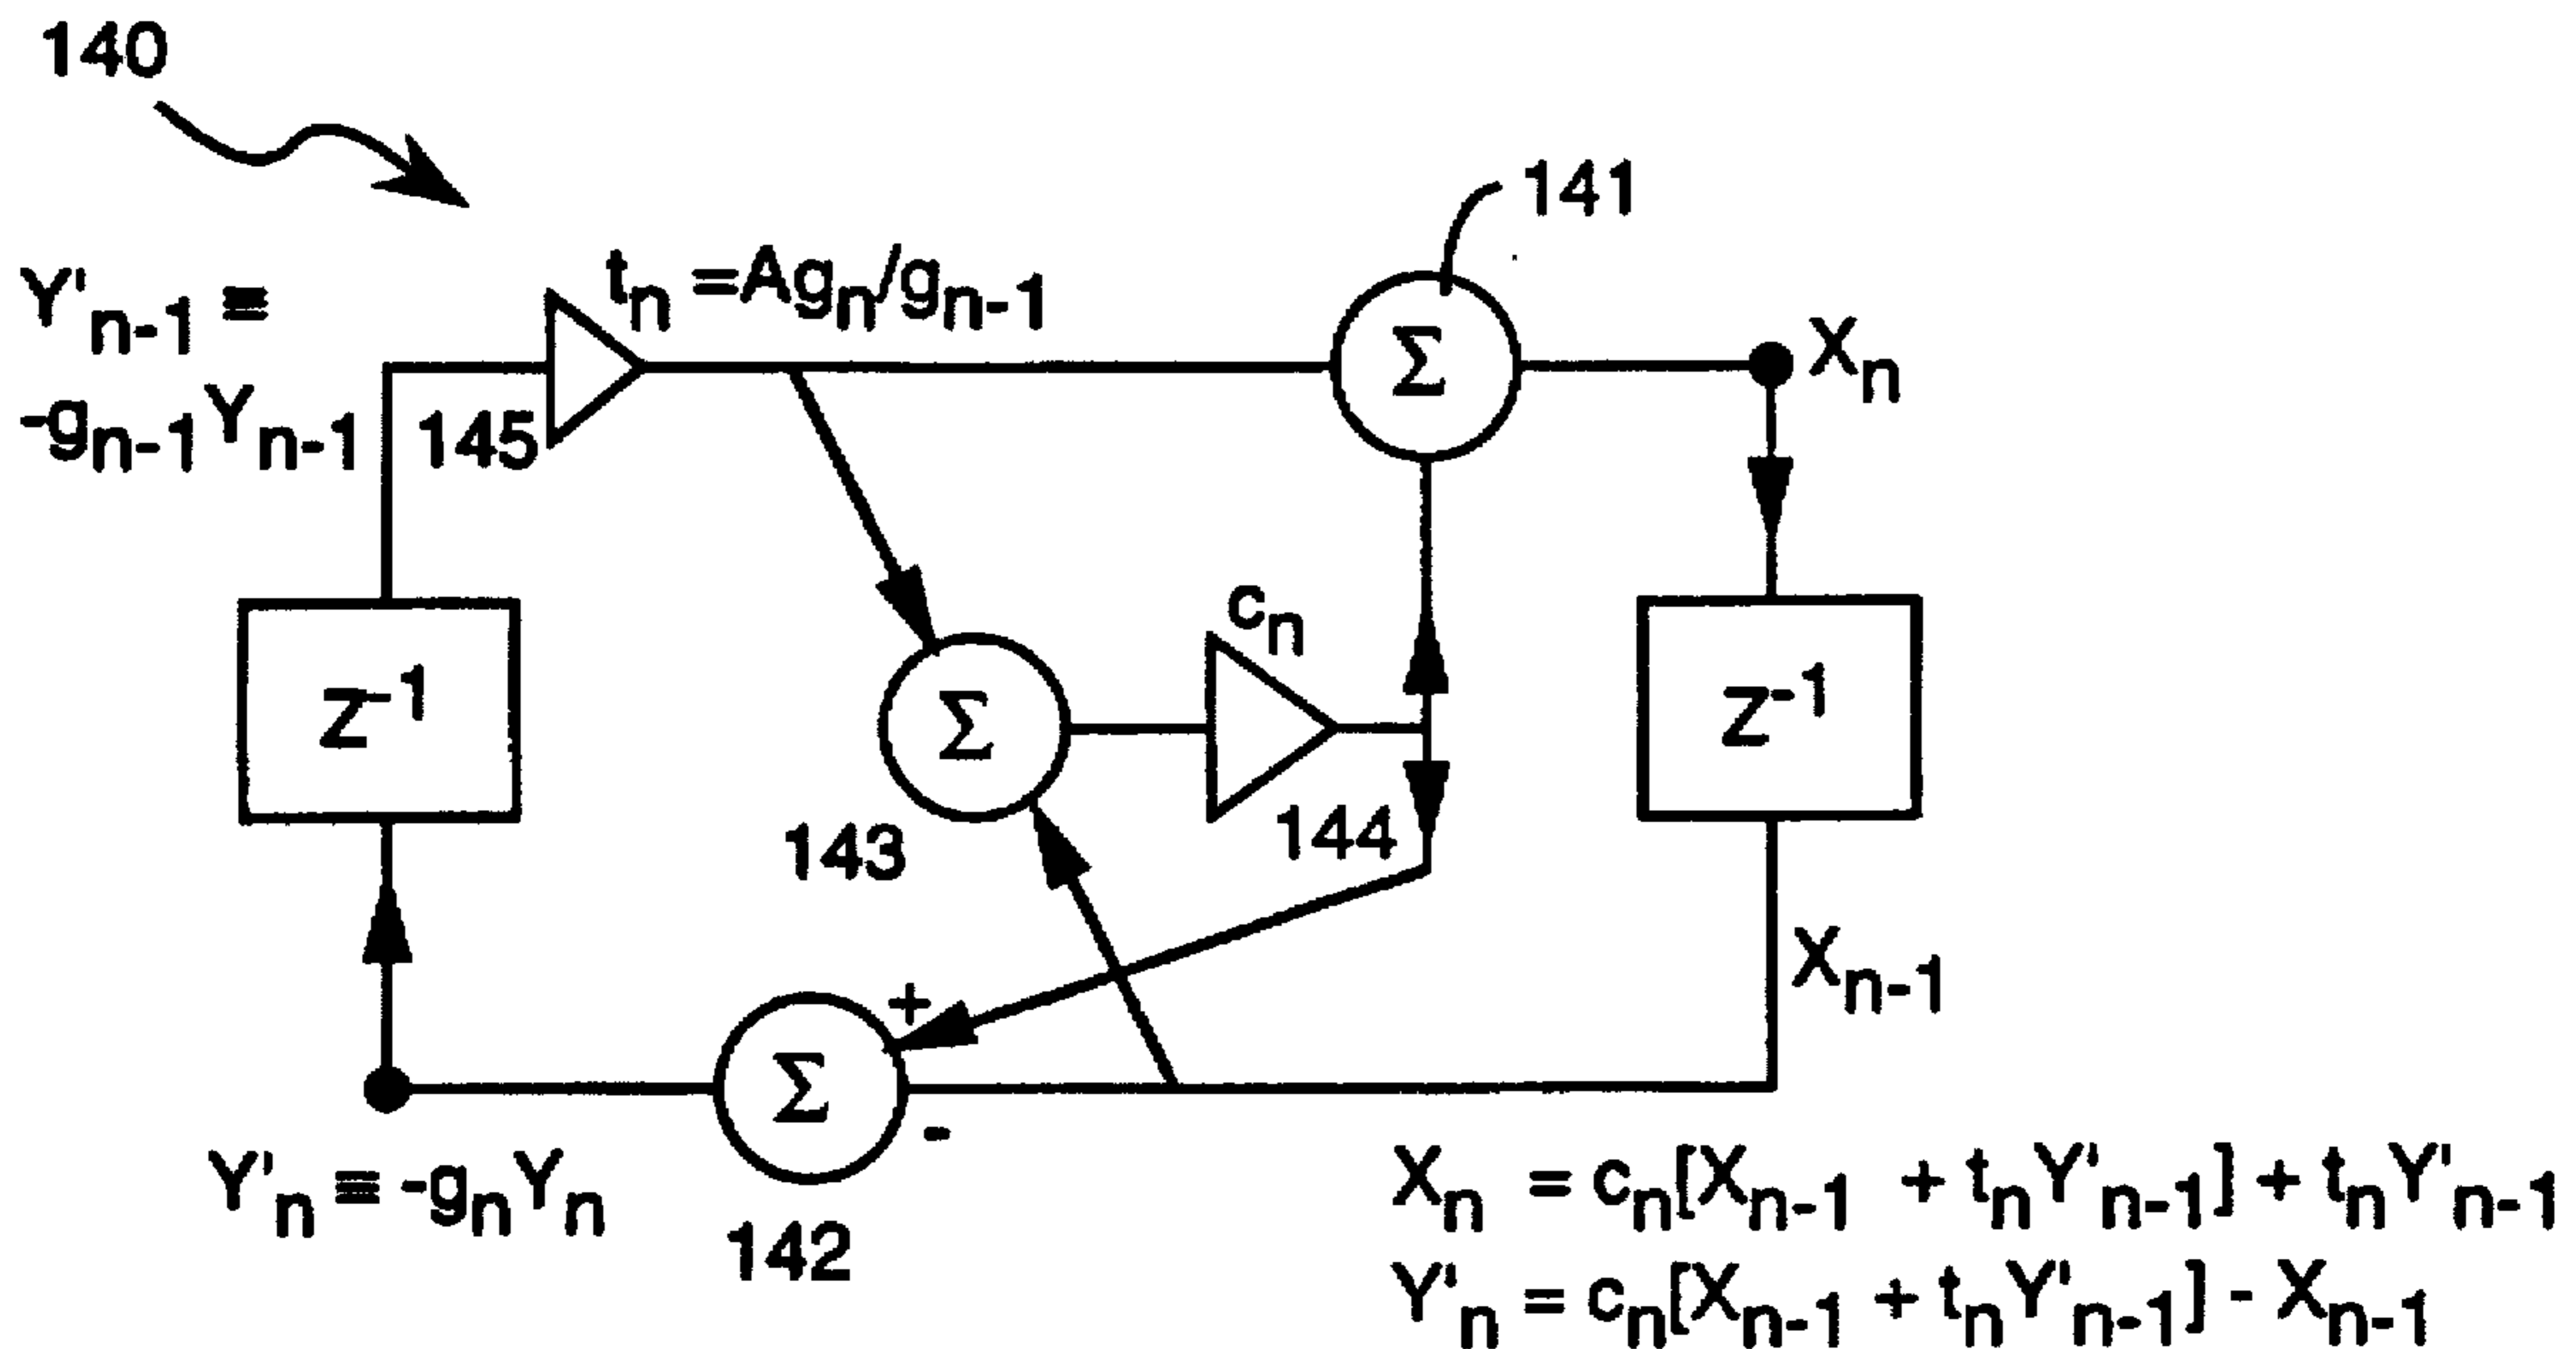 140
141
Y'n-1 ≡
-gn-1Yn-1
tn =Agn/gn-1
145
Σ
Xn
Z-1
Σ
cn
Z-1
143
144
Xn-1
+
Σ
-
Y'n ≡ -gnYn
142
Xn = cn[Xn-1 + tnY'n-1] + tnY'n-1
Y'n = cn[Xn-1 + tnY'n-1] - Xn-1